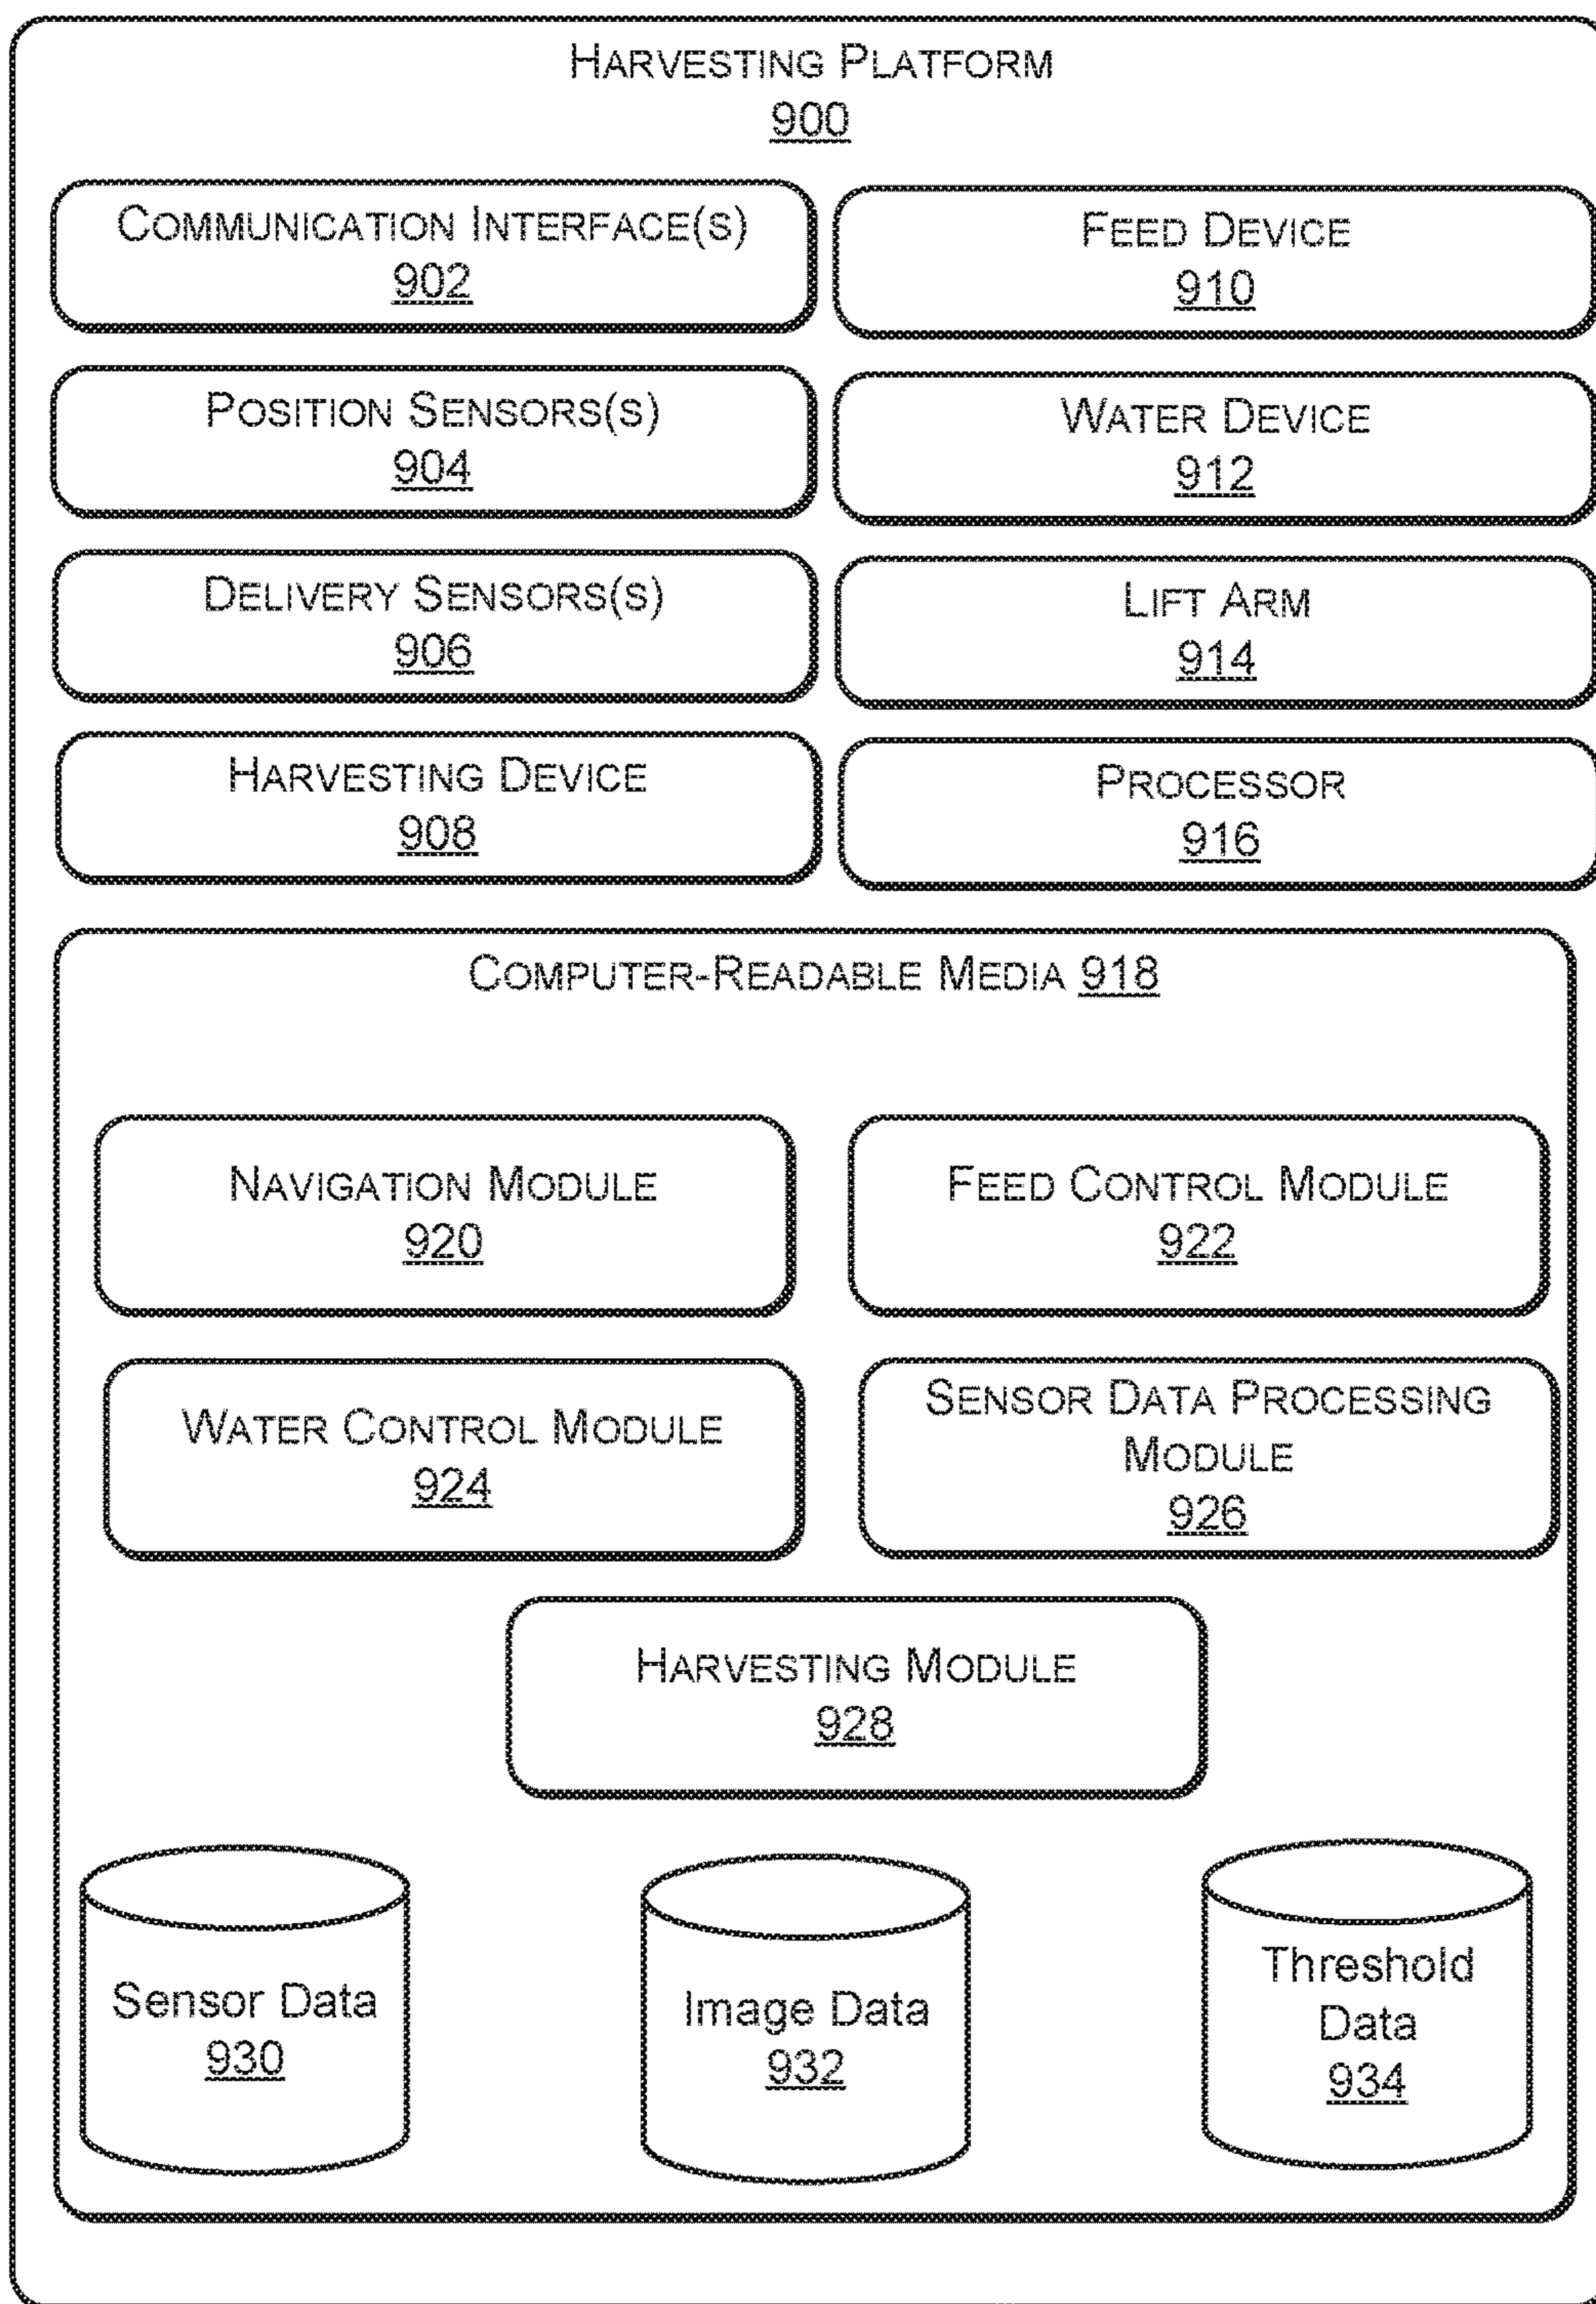 HARVESTING PLATFORM
900
COMMUNICATION INTERFACE(S)
902
FEED DEVICE
910
POSITION SENSORS(S)
904
WATER DEVICE
912
DELIVERY SENSORS(S)
906
LIFT ARM
914
HARVESTING DEVICE
908
PROCESSOR
916
COMPUTER-READABLE MEDIA 918
NAVIGATION MODULE
920
FEED CONTROL MODULE
922
WATER CONTROL MODULE
924
SENSOR DATA PROCESSING
MODULE
926
HARVESTING MODULE
928
Sensor Data
930
Image Data
932
Threshold
Data
934